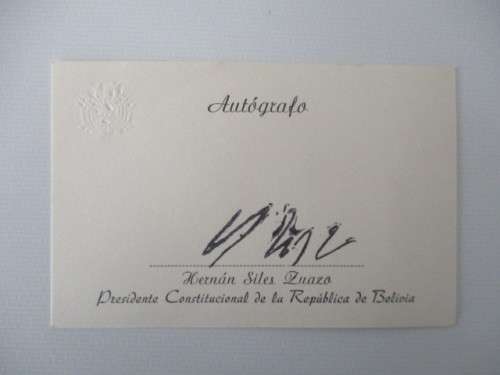 Autógrafo
Hernán Siles Zuazo
Presidente Constitucional de la República de Bolivia